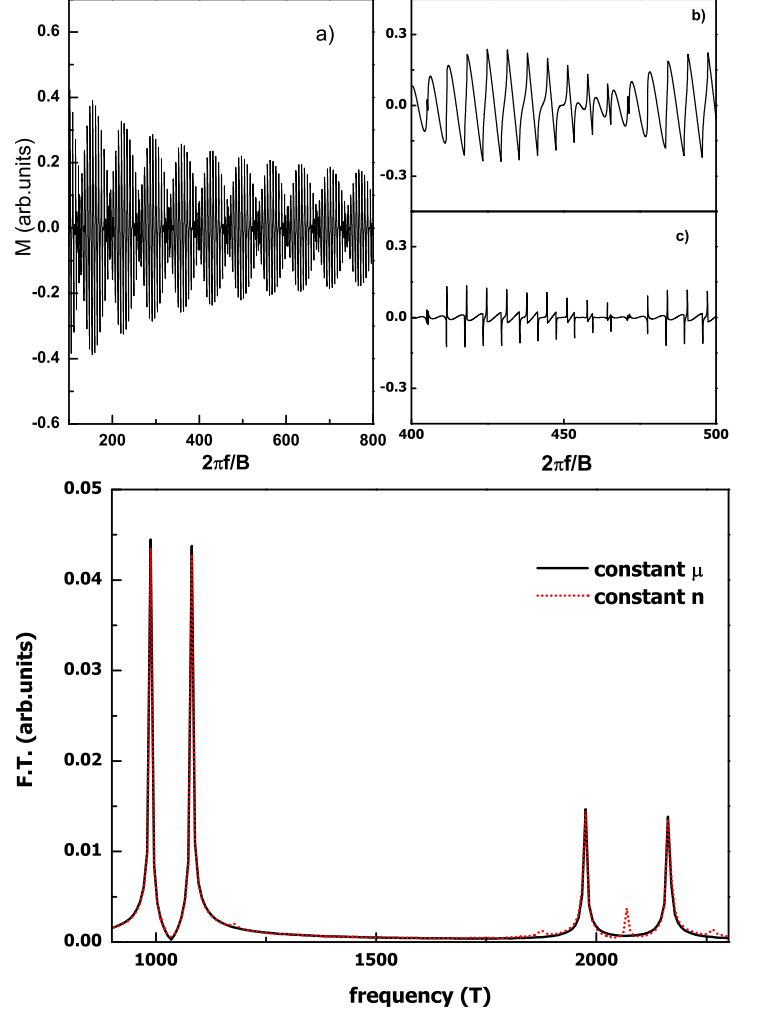 a)
0.6
0.4
0.2
0.0
-0.2
-0.4
-0.6
M (arb.units)
200 400 600 800
2πf/B
b)
0.3
0.0
-0.3
c)
0.3
0.0
-0.3
400 450 500
2πf/B
0.05
0.04
0.03
0.02
0.01
0.00
F.T. (arb.units)
constant μ
constant n
1000 1500 2000
frequency (T)